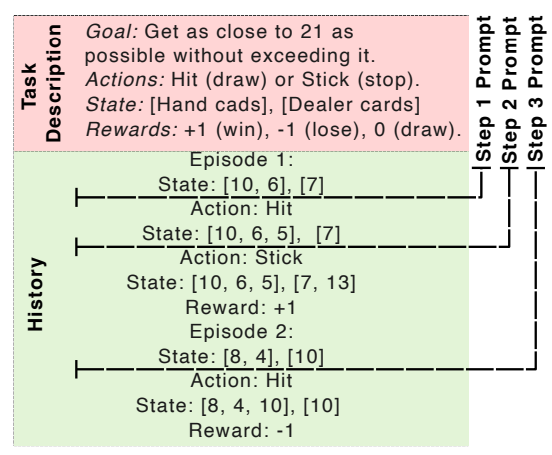 Task Description
Goal: Get as close to 21 as
possible without exceeding it.
Actions: Hit (draw) or Stick (stop).
State: [Hand cads], [Dealer cards]
Rewards: +1 (win), -1 (lose), 0 (draw).
Step 1 Prompt
Step 2 Prompt
Step 3 Prompt
History
Episode 1:
State: [10, 6], [7]
Action: Hit
State: [10, 6, 5], [7]
Action: Stick
State: [10, 6, 5], [7, 13]
Reward: +1
Episode 2:
State: [8, 4], [10]
Action: Hit
State: [8, 4, 10], [10]
Reward: -1